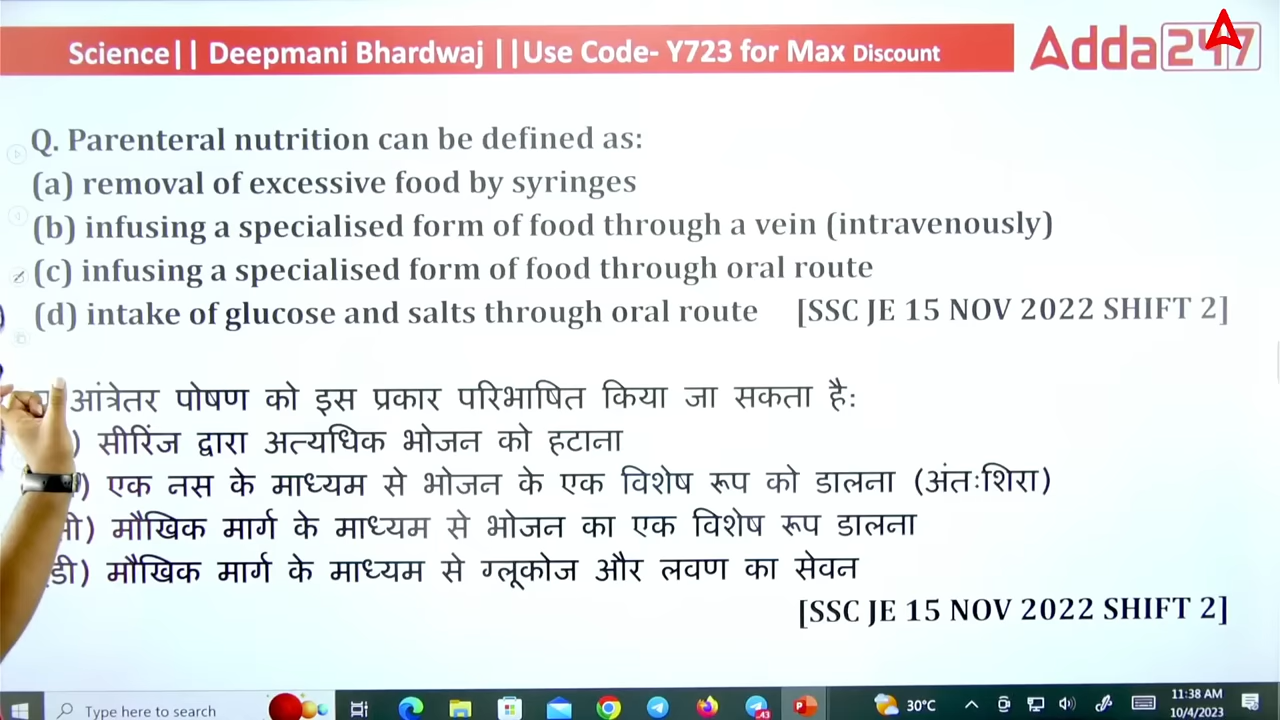 Science|| Deepmani Bhardwaj ||Use Code- Y723 for Max Discount
Adda247
Q. Parenteral nutrition can be defined as:
(a) removal of excessive food by syringes
(b) infusing a specialised form of food through a vein (intravenously)
(c) infusing a specialised form of food through oral route
(d) intake of glucose and salts through oral route [SSC JE 15 NOV 2022 SHIFT 2]
आंत्रेतर पोषण को इस प्रकार परिभाषित किया जा सकता है:
) सीरिंज द्वारा अत्यधिक भोजन को हटाना
) एक नस के माध्यम से भोजन के एक विशेष रूप को डालना (अंतःशिरा)
) मौखिक मार्ग के माध्यम से भोजन का एक विशेष रूप डालना
डी) मौखिक मार्ग के माध्यम से ग्लूकोज और लवण का सेवन
[SSC JE 15 NOV 2022 SHIFT 2]
Type here to search
43
30°C
11:38 AM
10/4/2023